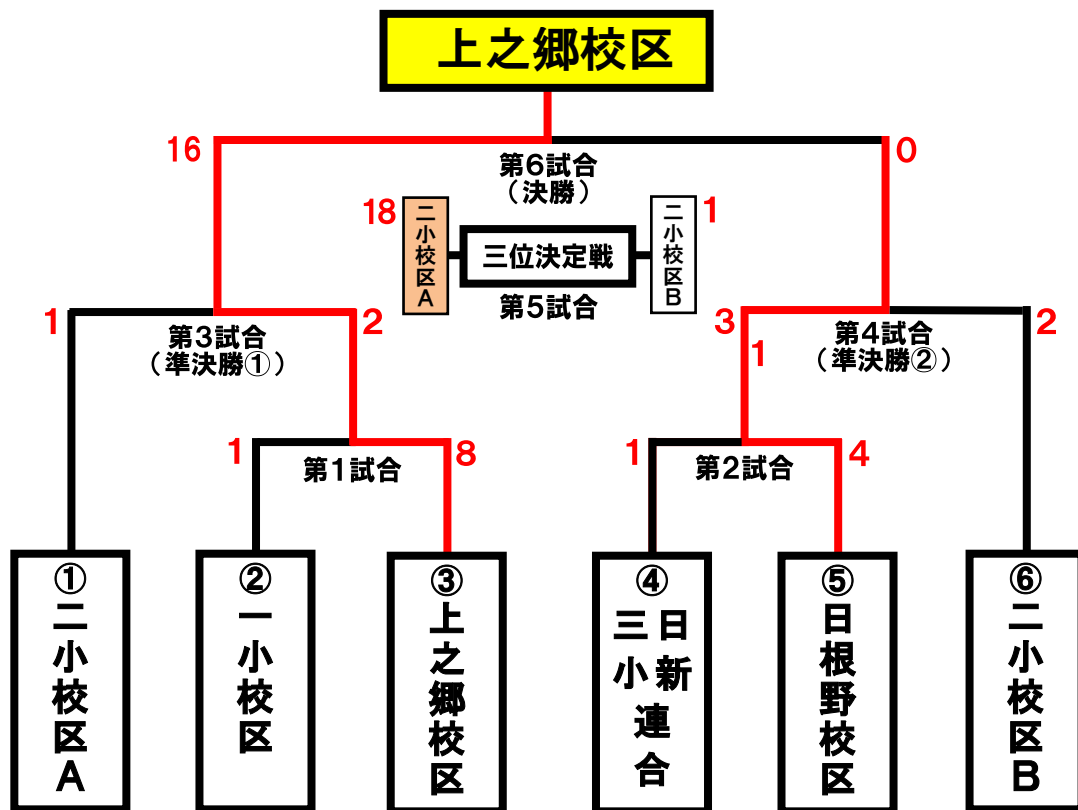 上之郷校区
16
0
第6試合
（決勝）
18
二小校区A
三位決定戦
二小校区B
1
第5試合
1
2
第3試合
（準決勝①）
3
1
2
第4試合
（準決勝②）
1
8
第1試合
1
4
第2試合
①二小校区A
②一小校区
③上之郷校区
④日新三小連合
⑤日根野校区
⑥二小校区B